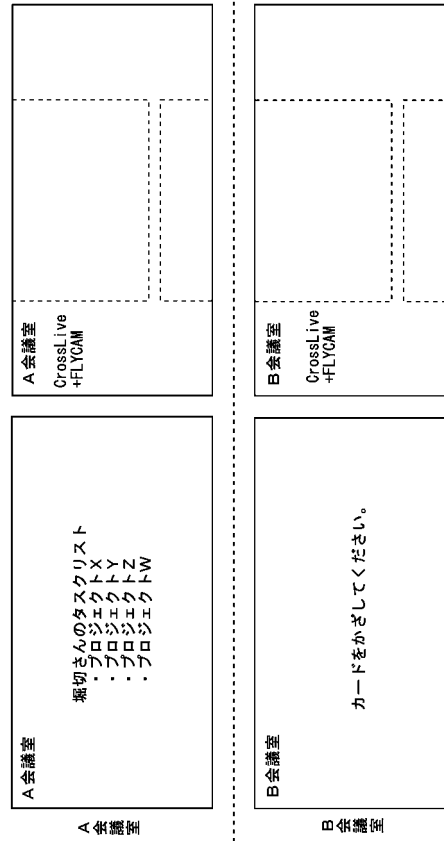 A会議室
A会議室
堀切さんのタスクリスト
・プロジェクトX
・プロジェクトY
・プロジェクトZ
・プロジェクトW
A会議室
CrossLive
+FLYCAM
B会議室
B会議室
カードをかざしてください。
B会議室
CrossLive
+FLYCAM